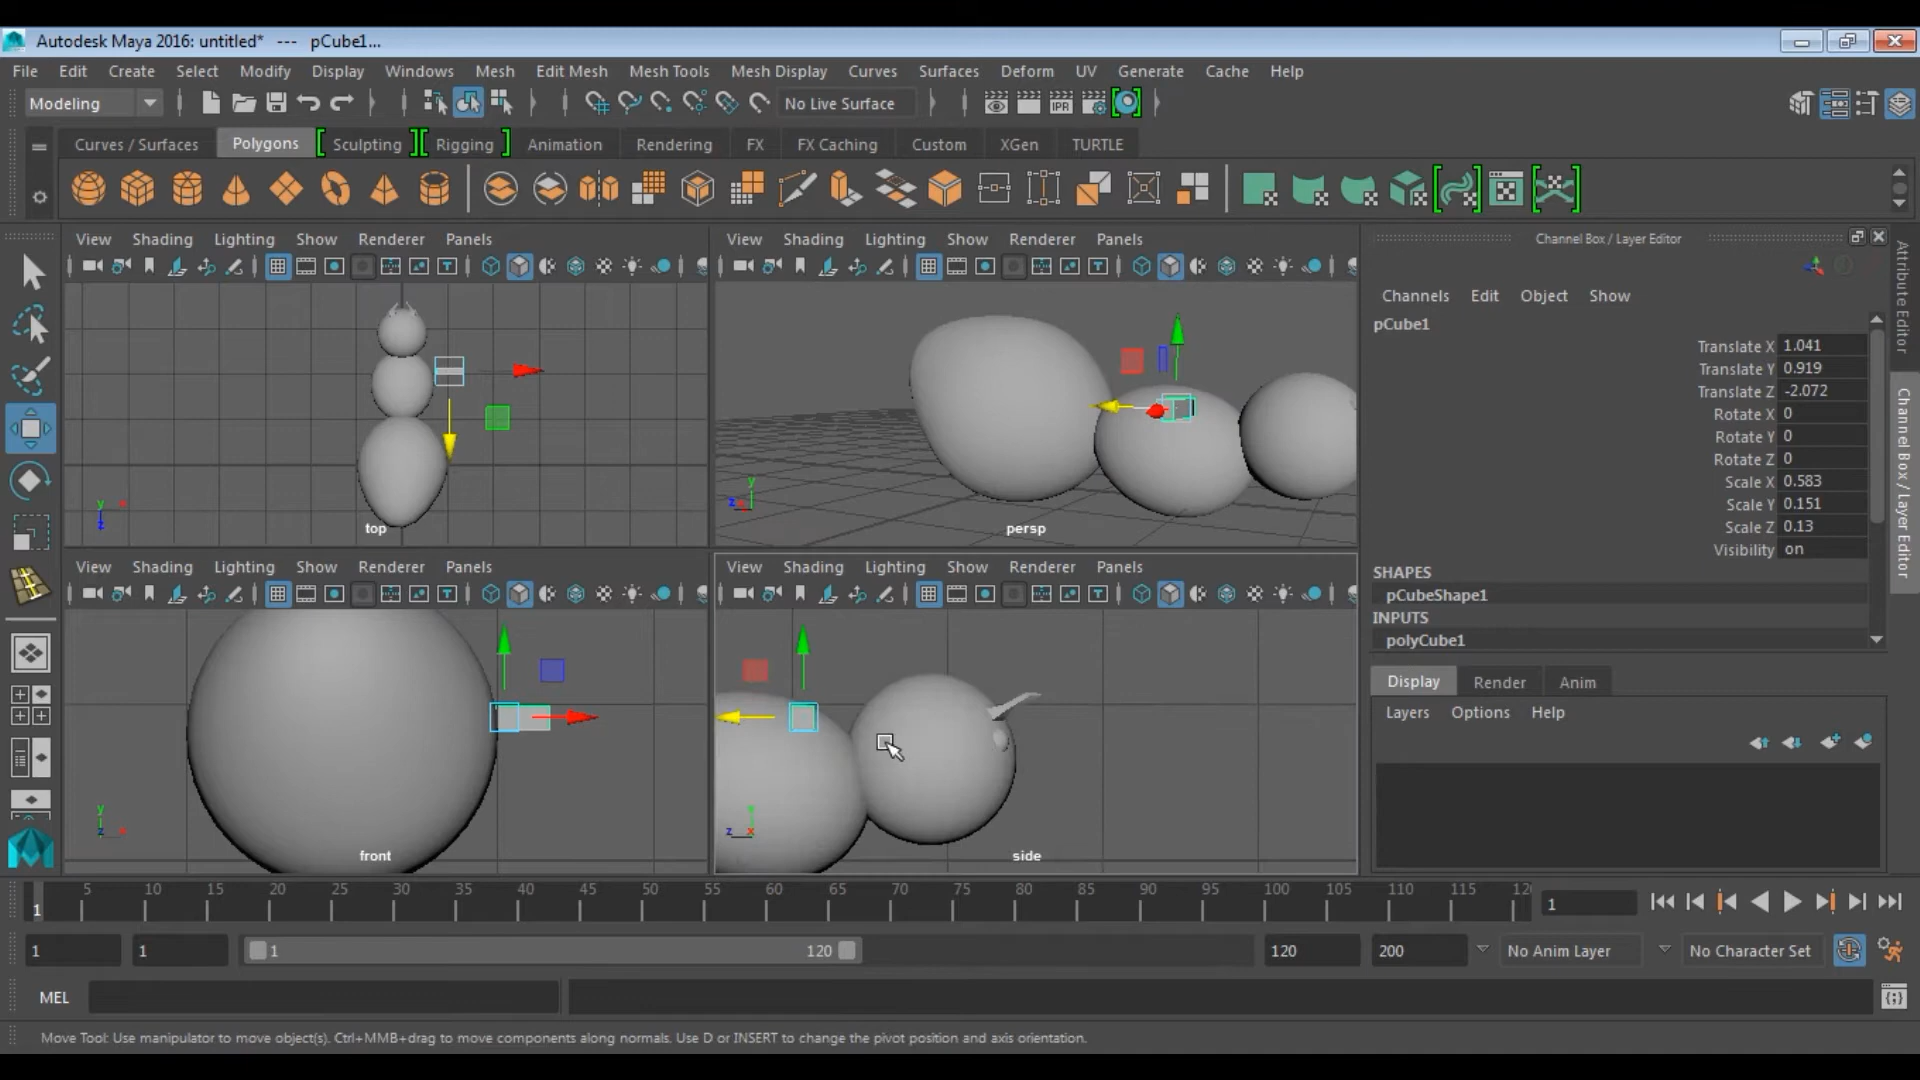 Autodesk Maya 2016: untitled*   ---   pCube1...
File Edit Create Select Modify Display Windows Mesh Edit Mesh Mesh Tools Mesh Display Curves Surfaces Deform UV Generate Cache Help
Modeling No Live Surface IPR
Curves / Surfaces Polygons Sculpting Rigging Animation Rendering FX FX Caching Custom XGen TURTLE
View Shading Lighting Show Renderer Panels
top
View Shading Lighting Show Renderer Panels
persp
View Shading Lighting Show Renderer Panels
front
View Shading Lighting Show Renderer Panels
side
Channel Box / Layer Editor
Channels Edit Object Show
pCube1
Translate X 1.041
Translate Y 0.919
Translate Z -2.072
Rotate X 0
Rotate Y 0
Rotate Z 0
Scale X 0.583
Scale Y 0.151
Scale Z 0.13
Visibility on
SHAPES
pCubeShape1
INPUTS
polyCube1
Display Render Anim
Layers Options Help
Attribute Editor
Channel Box / Layer Editor
5 10 15 20 25 30 35 40 45 50 55 60 65 70 75 80 85 90 95 100 105 110 115 12
1 1
1 1 1 120 120 200 No Anim Layer No Character Set
MEL
Move Tool: Use manipulator to move object(s). Ctrl+MMB+drag to move components along normals. Use D or INSERT to change the pivot position and axis orientation.